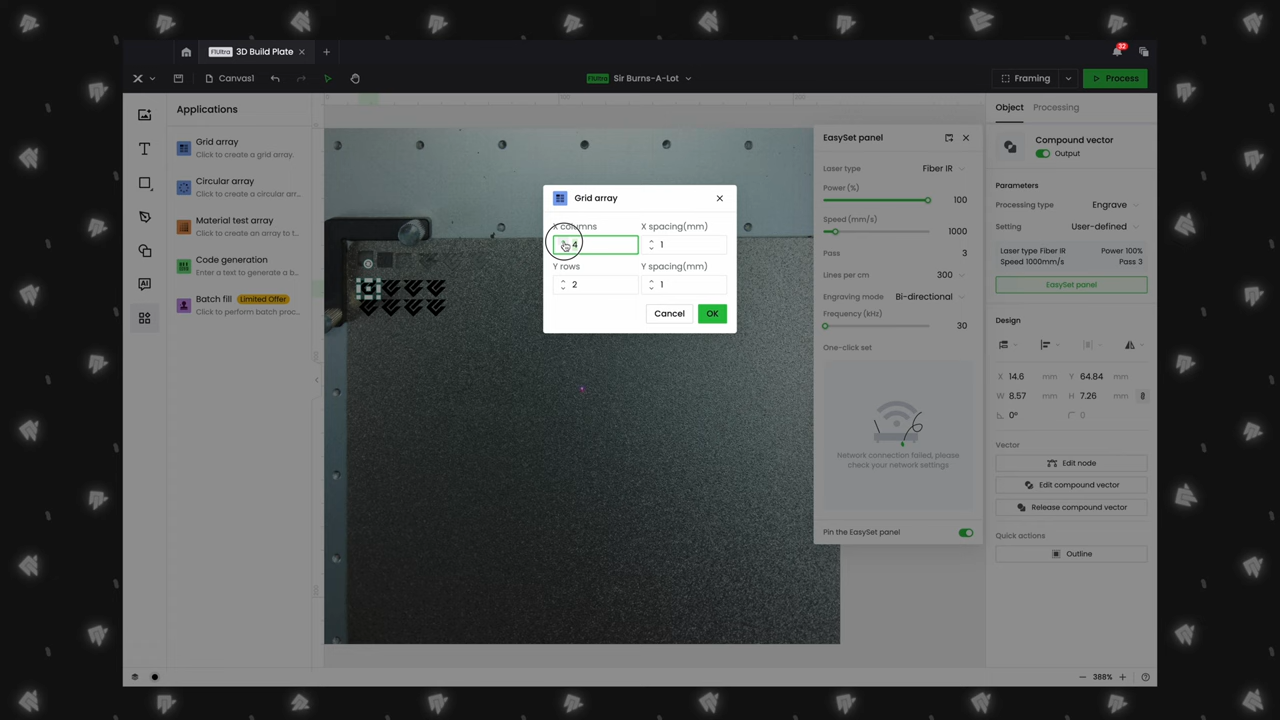 F1Ultra 3D Build Plate
32
Canvas1
F1Ultra Sir Burns-A-Lot
Framing
Process
Applications
Grid array
Click to create a grid array.
Circular array
Click to create a circular arr...
Material test array
Click to create an array to t...
Code generation
Enter a text to generate a b...
Batch fill Limited Offer
Click to perform batch proc...
Grid array
X columns X spacing(mm)
4 1
Y rows Y spacing(mm)
2 1
Cancel OK
EasySet panel
Laser type Fiber IR
Power (%)
100
Speed (mm/s)
1000
Pass 3
Lines per cm 300
Engraving mode Bi-directional
Frequency (kHz)
30
One-click set
Network connection failed, please
check your network settings
Pin the EasySet panel
Object Processing
Compound vector
Output
Parameters
Processing type Engrave
Setting User-defined
Laser type Fiber IR Power 100%
Speed 1000mm/s Pass 3
EasySet panel
Design
X 14.6 mm Y 64.84 mm
W 8.57 mm H 7.26 mm
0° 0
Vector
Edit node
Edit compound vector
Release compound vector
Quick actions
Outline
388%